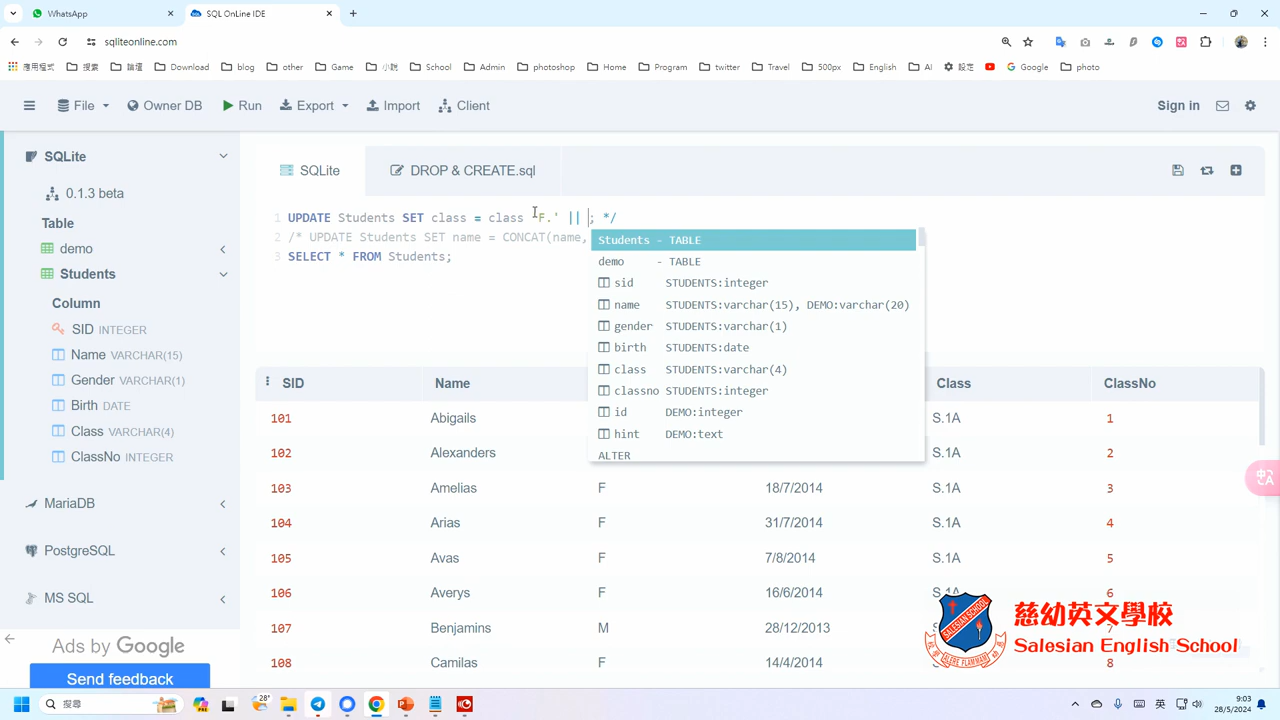 WhatsApp
SQL OnLine IDE
sqliteonline.com
應用程式 搜索 論壇 Download blog other Game 小說 School Admin photoshop Home Program twitter Travel 500px English AI 設定 Google photo
File Owner DB Run Export Import Client Sign in
SQLite
0.1.3 beta
Table
demo
Students
Column
SID INTEGER
Name VARCHAR(15)
Gender VARCHAR(1)
Birth DATE
Class VARCHAR(4)
ClassNo INTEGER
MariaDB
PostgreSQL
MS SQL
Ads by Google
Send feedback
SQLite DROP & CREATE.sql
1 UPDATE Students SET class = class 'F.' || ; */
2 /* UPDATE Students SET name = CONCAT(name,
3 SELECT * FROM Students;
Students - TABLE
demo - TABLE
sid STUDENTS:integer
name STUDENTS:varchar(15), DEMO:varchar(20)
gender STUDENTS:varchar(1)
birth STUDENTS:date
class STUDENTS:varchar(4)
classno STUDENTS:integer
id DEMO:integer
hint DEMO:text
ALTER
SID Name Class ClassNo
101 Abigails S.1A 1
102 Alexanders S.1A 2
103 Amelias F 18/7/2014 S.1A 3
104 Arias F 31/7/2014 S.1A 4
105 Avas F 7/8/2014 S.1A 5
106 Averys F 16/6/2014 S.1A
107 Benjamins M 28/12/2013 7
108 Camilas F 14/4/2014 8
慈幼英文學校
Salesian English School
搜尋
28°
英
9:03
28/5/2024